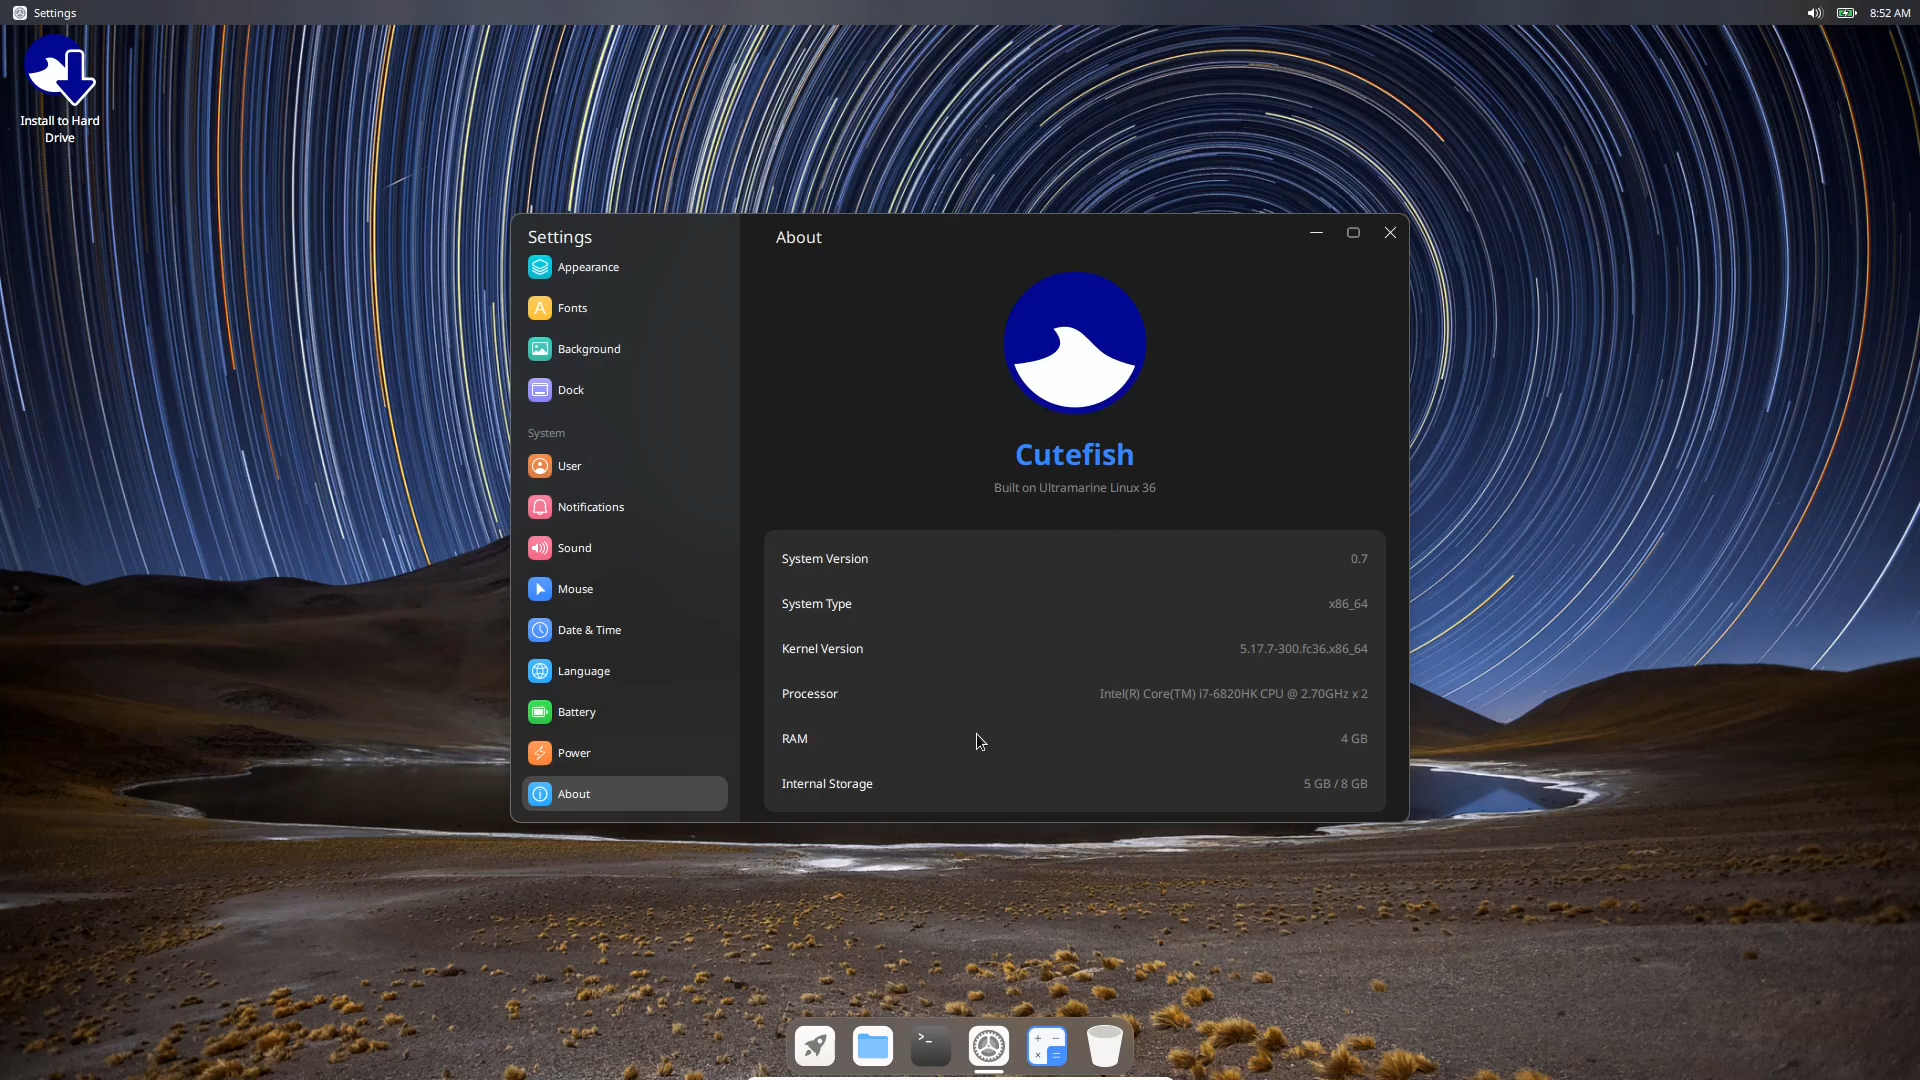 Settings
8:52 AM
Install to Hard
Drive
Settings
About
Appearance
Fonts
Background
Dock
System
User
Notifications
Sound
Mouse
Date & Time
Language
Battery
Power
About
Cutefish
Built on Ultramarine Linux 36
System Version 0.7
System Type x86_64
Kernel Version 5.17.7-300.fc36.x86_64
Processor Intel(R) Core(TM) i7-6820HK CPU @ 2.70GHz x 2
RAM 4 GB
Internal Storage 5 GB / 8 GB